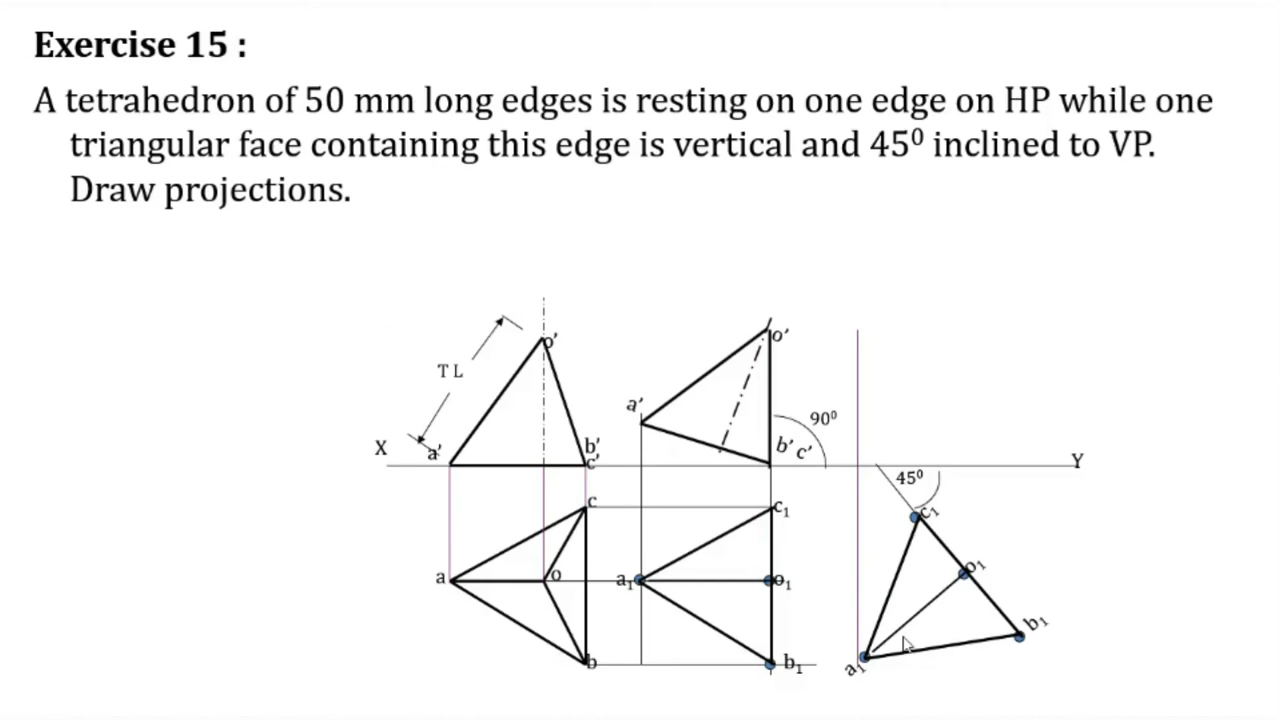 Exercise 15 :
A tetrahedron of 50 mm long edges is resting on one edge on HP while one
triangular face containing this edge is vertical and 45⁰ inclined to VP.
Draw projections.
o'
o'
T L
a'
90⁰
X
a'
b'
c'
b' c'
Y
45⁰
c
c₁
c₁
a
o
a₁
o₁
o₁
b
b₁
b₁
a₁